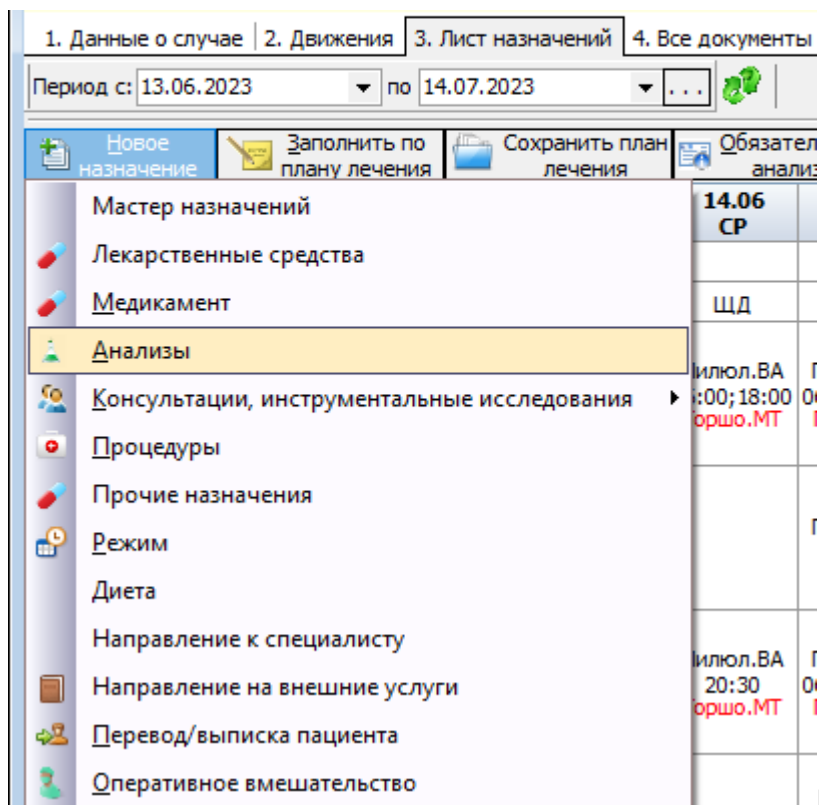 1. Данные о случае 2. Движения 3. Лист назначений 4. Все документы
Период с: 13.06.2023 по 14.07.2023 ...
Новое назначение
Заполнить по плану лечения
Сохранить план лечения
Мастер назначений
Лекарственные средства
Медикамент
Анализы
Консультации, инструментальные исследования
Процедуры
Прочие назначения
Режим
Диета
Направление к специалисту
Направление на внешние услуги
Перевод/выписка пациента
Оперативное вмешательство
14.06
СР
ЩД
:00;18:00
20:30